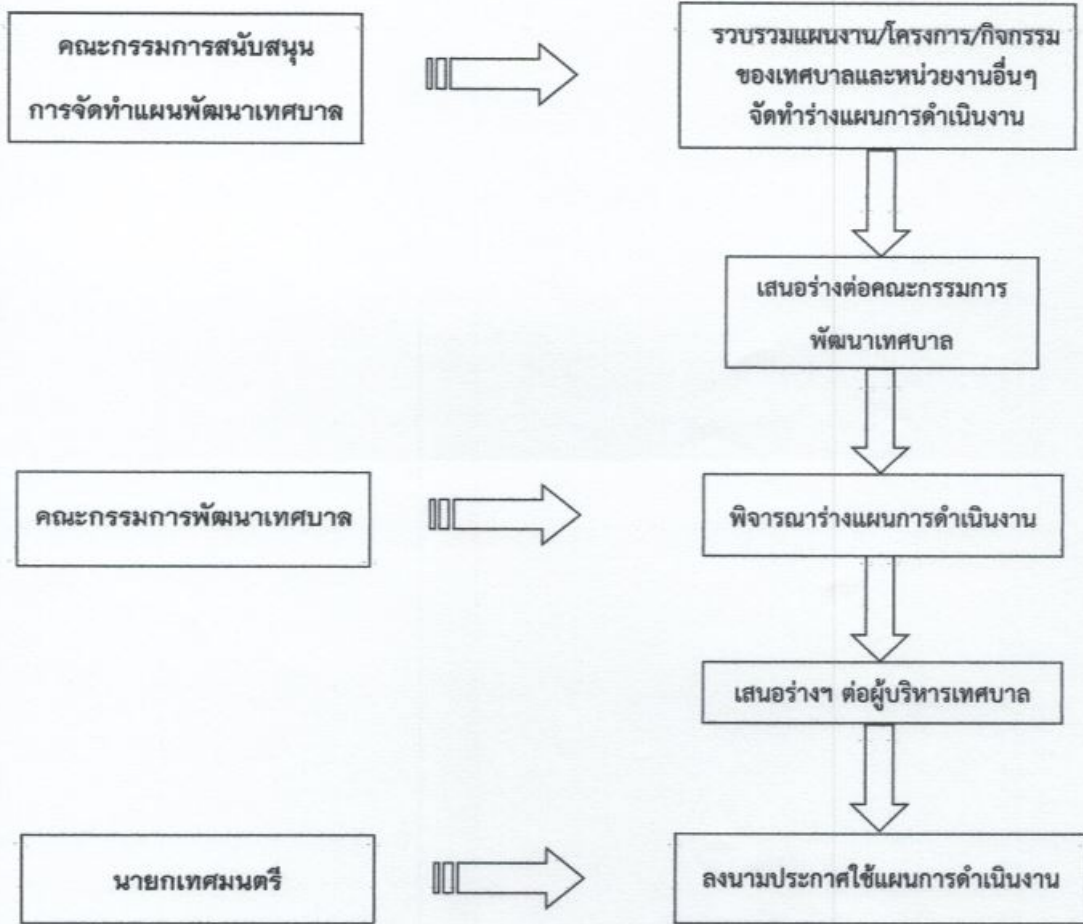 คณะกรรมการสนับสนุน
การจัดทำแผนพัฒนาเทศบาล
รวบรวมแผนงาน/โครงการ/กิจกรรม
ของเทศบาลและหน่วยงานอื่นๆ
จัดทำร่างแผนการดำเนินงาน
เสนอร่างต่อคณะกรรมการ
พัฒนาเทศบาล
คณะกรรมการพัฒนาเทศบาล
พิจารณาร่างแผนการดำเนินงาน
เสนอร่างฯ ต่อผู้บริหารเทศบาล
นายกเทศมนตรี
ลงนามประกาศใช้แผนการดำเนินงาน